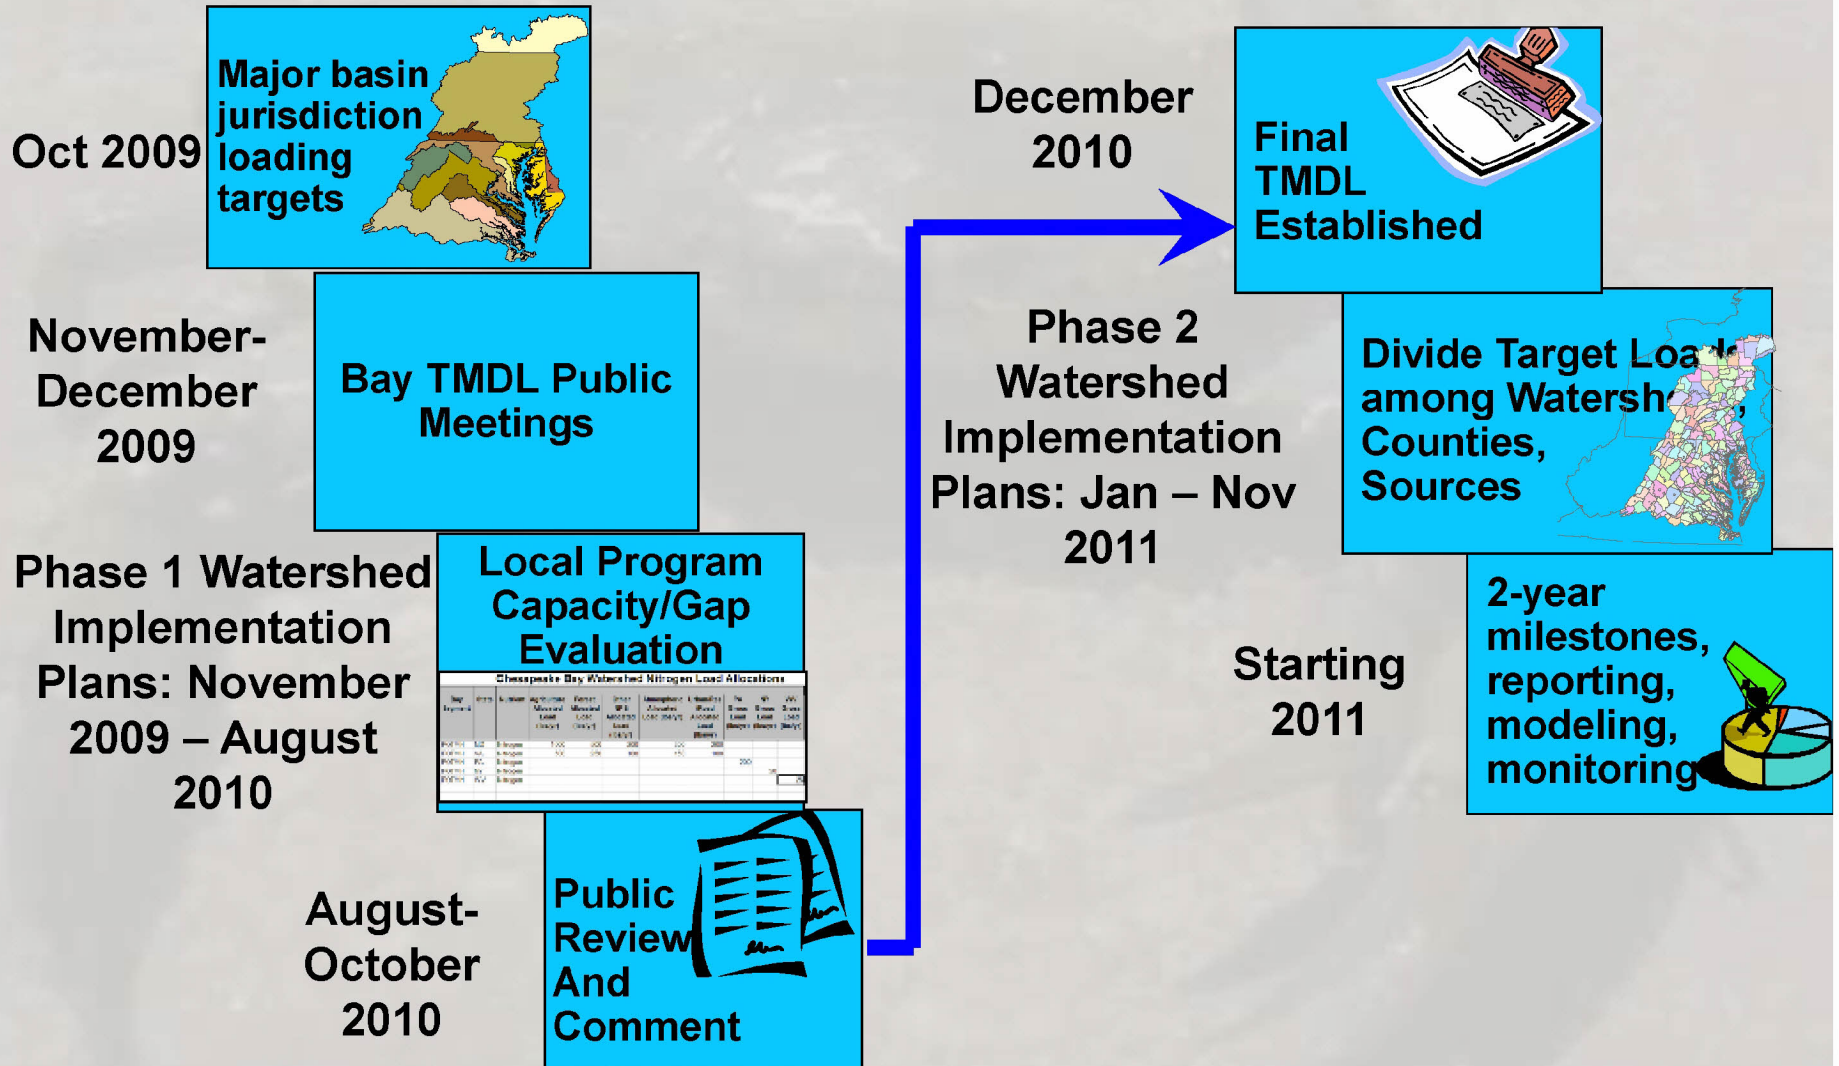 Oct 2009
Major basin
jurisdiction
loading
targets
November-
December
2009
Bay TMDL Public
Meetings
Phase 1 Watershed
Implementation
Plans: November
2009 – August
2010
Local Program
Capacity/Gap
Evaluation
Chesapeake Bay Watershed Nitrogen Load Allocations
August-
October
2010
Public
Review
And
Comment
December
2010
Final
TMDL
Established
Phase 2
Watershed
Implementation
Plans: Jan – Nov
2011
Divide Target Loads
among Watersheds,
Counties,
Sources
Starting
2011
2-year
milestones,
reporting,
modeling,
monitoring